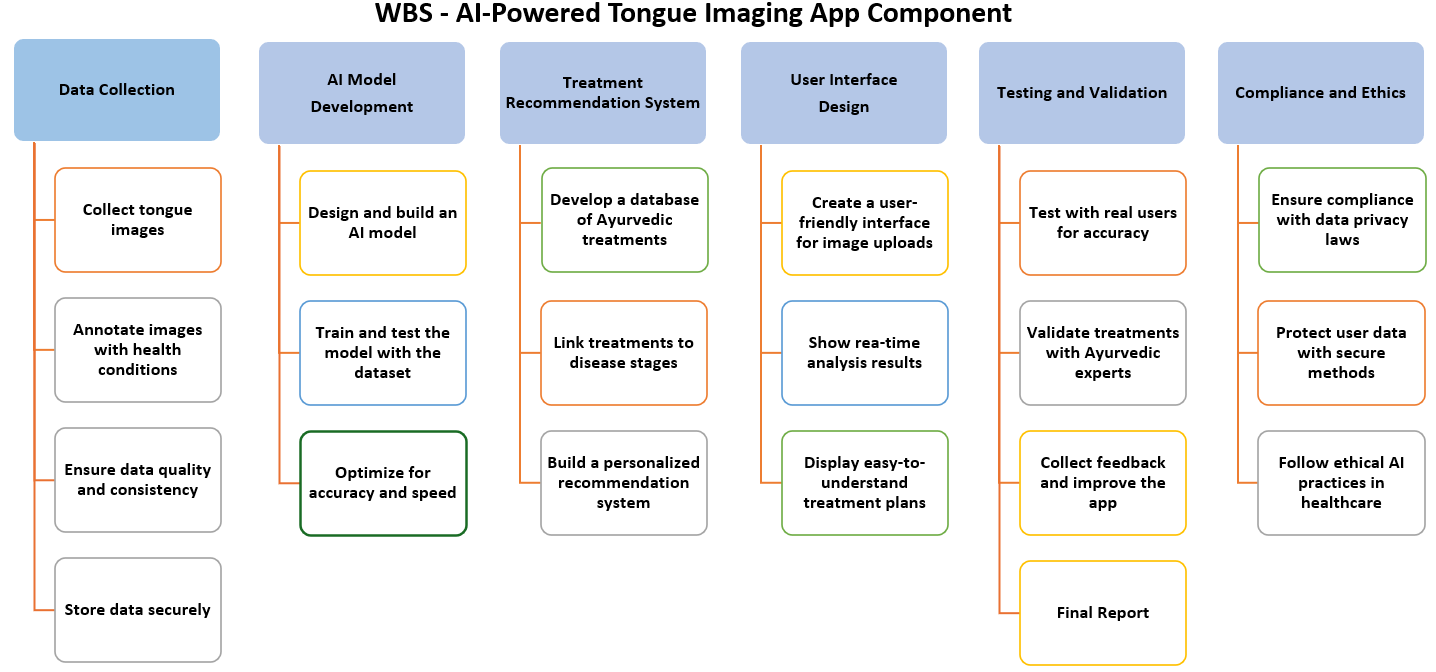 WBS - AI-Powered Tongue Imaging App Component
Data Collection
Collect tongue
images
Annotate images
with health
conditions
Ensure data quality
and consistency
Store data securely
AI Model
Development
Design and build an
AI model
Train and test the
model with the
dataset
Optimize for
accuracy and speed
Treatment
Recommendation System
Develop a database
of Ayurvedic
treatments
Link treatments to
disease stages
Build a personalized
recommendation
system
User Interface
Design
Create a user-
friendly interface
for image uploads
Show rea-time
analysis results
Display easy-to-
understand
treatment plans
Testing and Validation
Test with real users
for accuracy
Validate treatments
with Ayurvedic
experts
Collect feedback
and improve the
app
Final Report
Compliance and Ethics
Ensure compliance
with data privacy
laws
Protect user data
with secure
methods
Follow ethical AI
practices in
healthcare